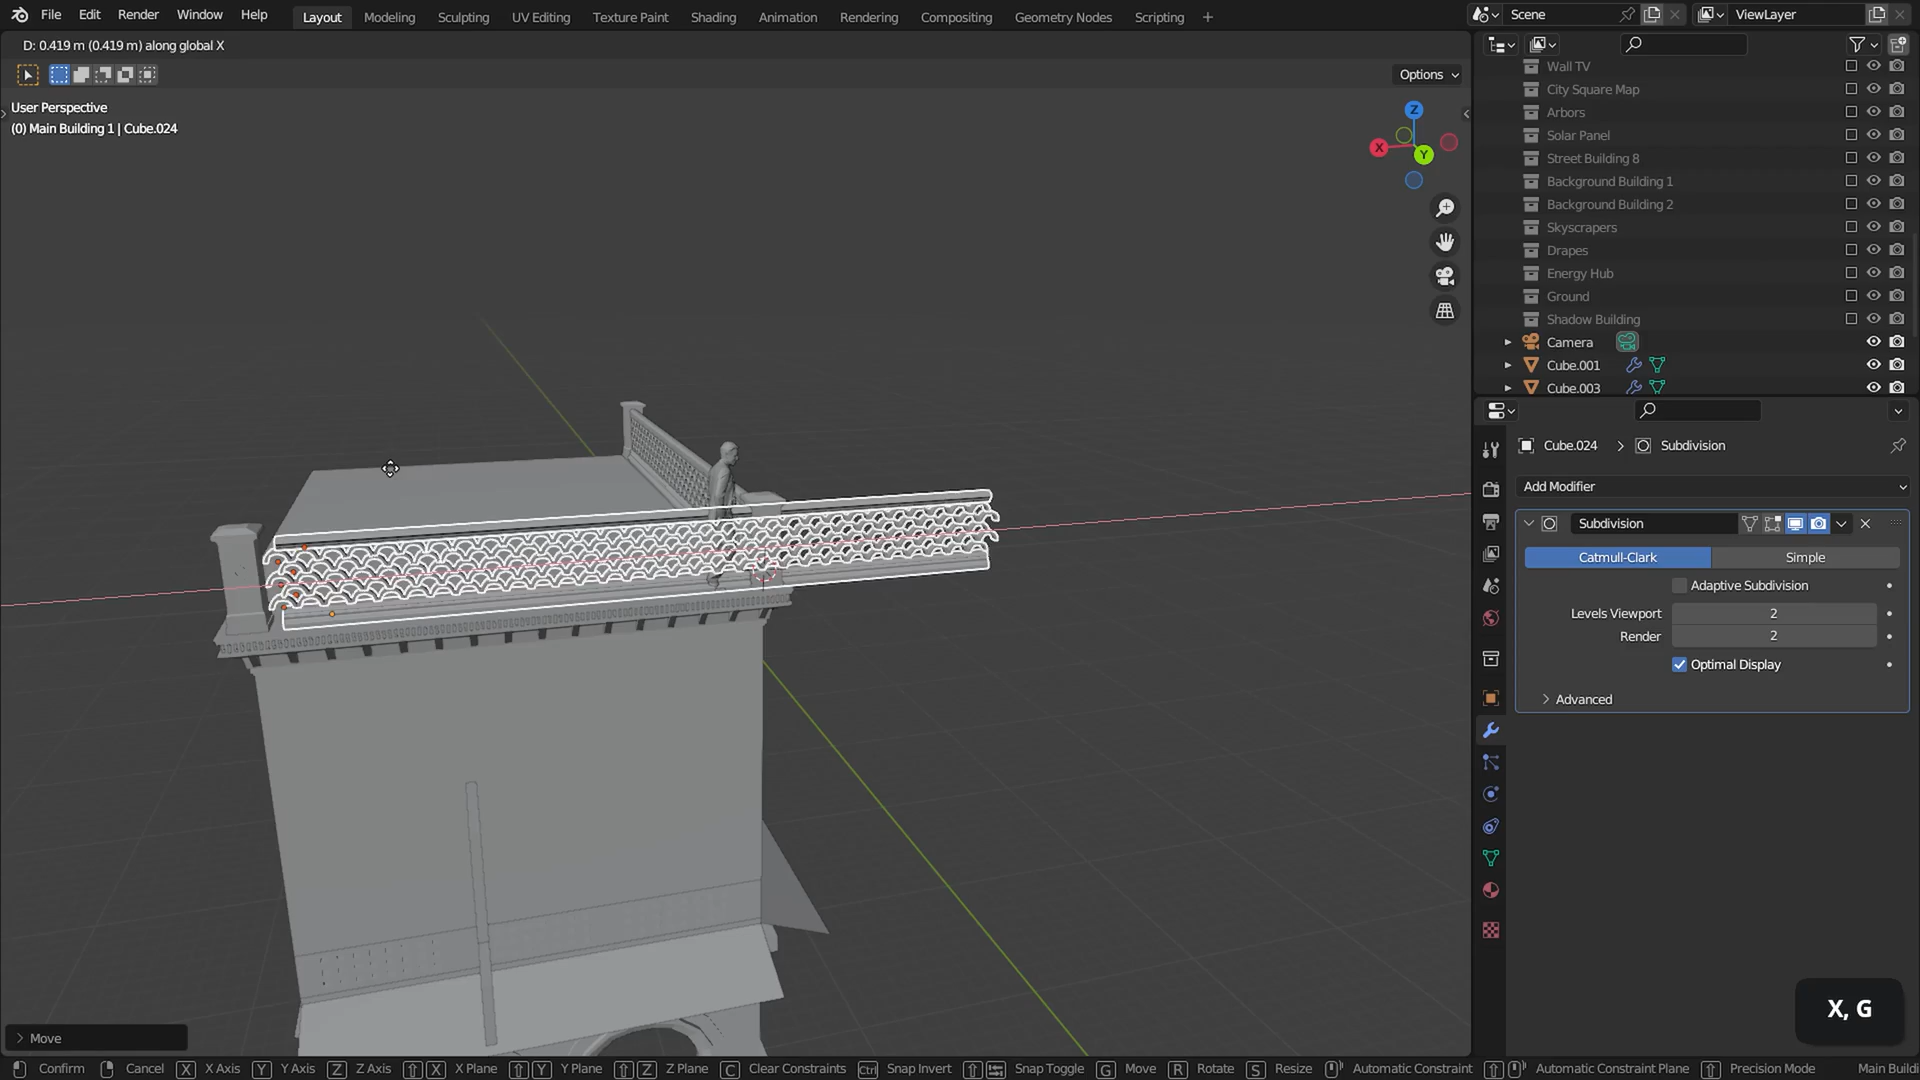 File Edit Render Window Help Layout Modeling Sculpting UV Editing Texture Paint Shading Animation Rendering Compositing Geometry Nodes Scripting + Scene ViewLayer
D: 0.419 m (0.419 m) along global X
Options
User Perspective
(0) Main Building 1 | Cube.024
Z
X
Y
Wall TV
City Square Map
Arbors
Solar Panel
Street Building 8
Background Building 1
Background Building 2
Skyscrapers
Drapes
Energy Hub
Ground
Shadow Building
Camera
Cube.001
Cube.003
Cube.024 > Subdivision
Add Modifier
Subdivision
Catmull-Clark Simple
Adaptive Subdivision
Levels Viewport 2
Render 2
Optimal Display
Advanced
X, G
Move
Confirm Cancel X X Axis Y Y Axis Z Z Axis X X Plane Y Y Plane Z Z Plane C Clear Constraints Ctrl Snap Invert Snap Toggle G Move R Rotate S Resize Automatic Constraint Automatic Constraint Plane Precision Mode Main Buildi